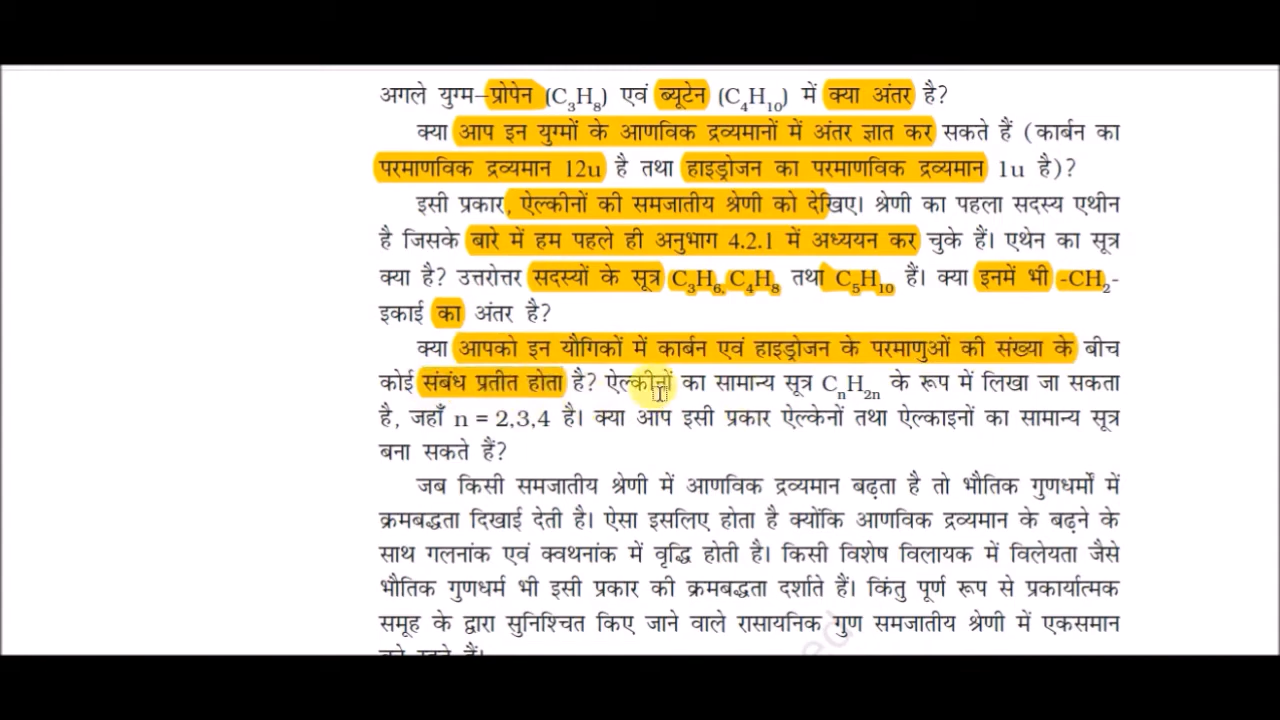 अगले युग्म–प्रोपेन (C₃H₈) एवं ब्यूटेन (C₄H₁₀) में क्या अंतर है?
क्या आप इन युग्मों के आणविक द्रव्यमानों में अंतर ज्ञात कर सकते हैं (कार्बन का
परमाणविक द्रव्यमान 12u है तथा हाइड्रोजन का परमाणविक द्रव्यमान 1u है)?
इसी प्रकार, ऐल्कीनों की समजातीय श्रेणी को देखिए। श्रेणी का पहला सदस्य एथीन
है जिसके बारे में हम पहले ही अनुभाग 4.2.1 में अध्ययन कर चुके हैं। एथेन का सूत्र
क्या है? उत्तरोत्तर सदस्यों के सूत्र C₃H₆, C₄H₈ तथा C₅H₁₀ हैं। क्या इनमें भी -CH₂-
इकाई का अंतर है?
क्या आपको इन यौगिकों में कार्बन एवं हाइड्रोजन के परमाणुओं की संख्या के बीच
कोई संबंध प्रतीत होता है? ऐल्कीनों का सामान्य सूत्र CₙH₂ₙ के रूप में लिखा जा सकता
है, जहाँ n = 2,3,4 है। क्या आप इसी प्रकार ऐल्केनों तथा ऐल्काइनों का सामान्य सूत्र
बना सकते हैं?
जब किसी समजातीय श्रेणी में आणविक द्रव्यमान बढ़ता है तो भौतिक गुणधर्मों में
क्रमबद्धता दिखाई देती है। ऐसा इसलिए होता है क्योंकि आणविक द्रव्यमान के बढ़ने के
साथ गलनांक एवं क्वथनांक में वृद्धि होती है। किसी विशेष विलायक में विलेयता जैसे
भौतिक गुणधर्म भी इसी प्रकार की क्रमबद्धता दर्शाते हैं। किंतु पूर्ण रूप से प्रकार्यात्मक
समूह के द्वारा सुनिश्चित किए जाने वाले रासायनिक गुण समजातीय श्रेणी में एकसमान